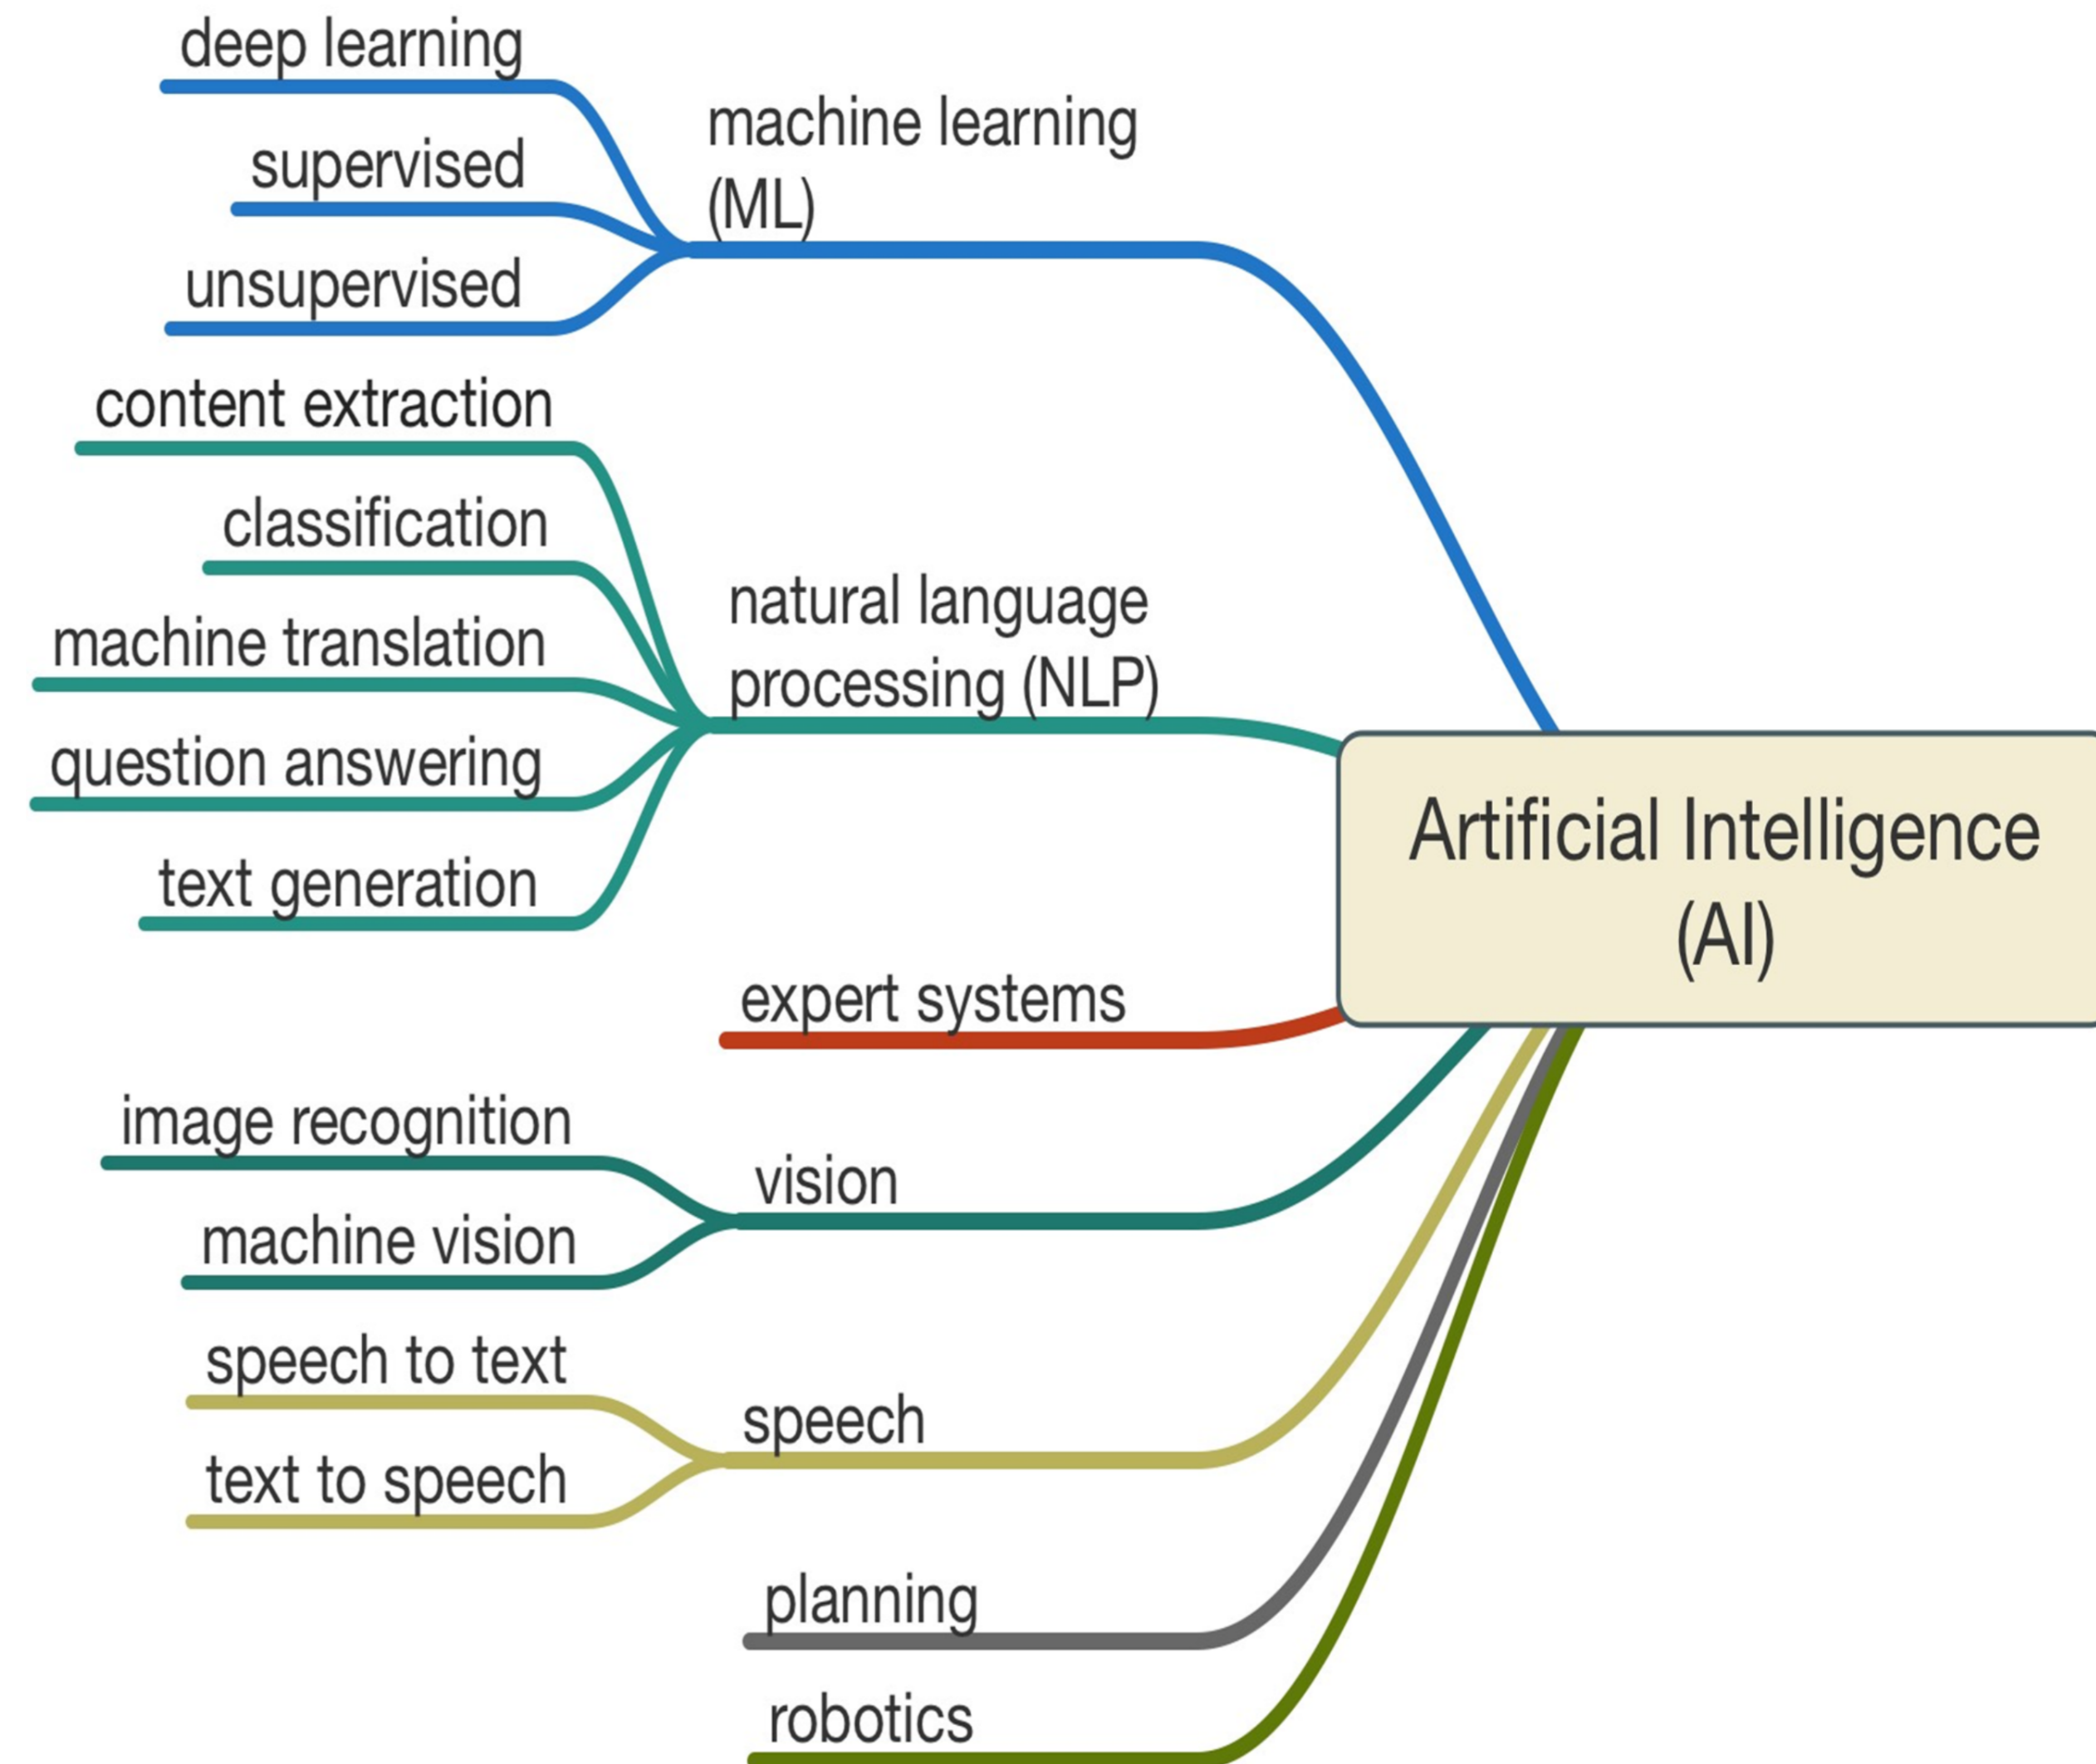 deep learning
supervised
unsupervised
machine learning
(ML)
content extraction
classification
machine translation
question answering
text generation
natural language
processing (NLP)
expert systems
image recognition
machine vision
vision
speech to text
text to speech
speech
planning
robotics
Artificial Intelligence
(AI)